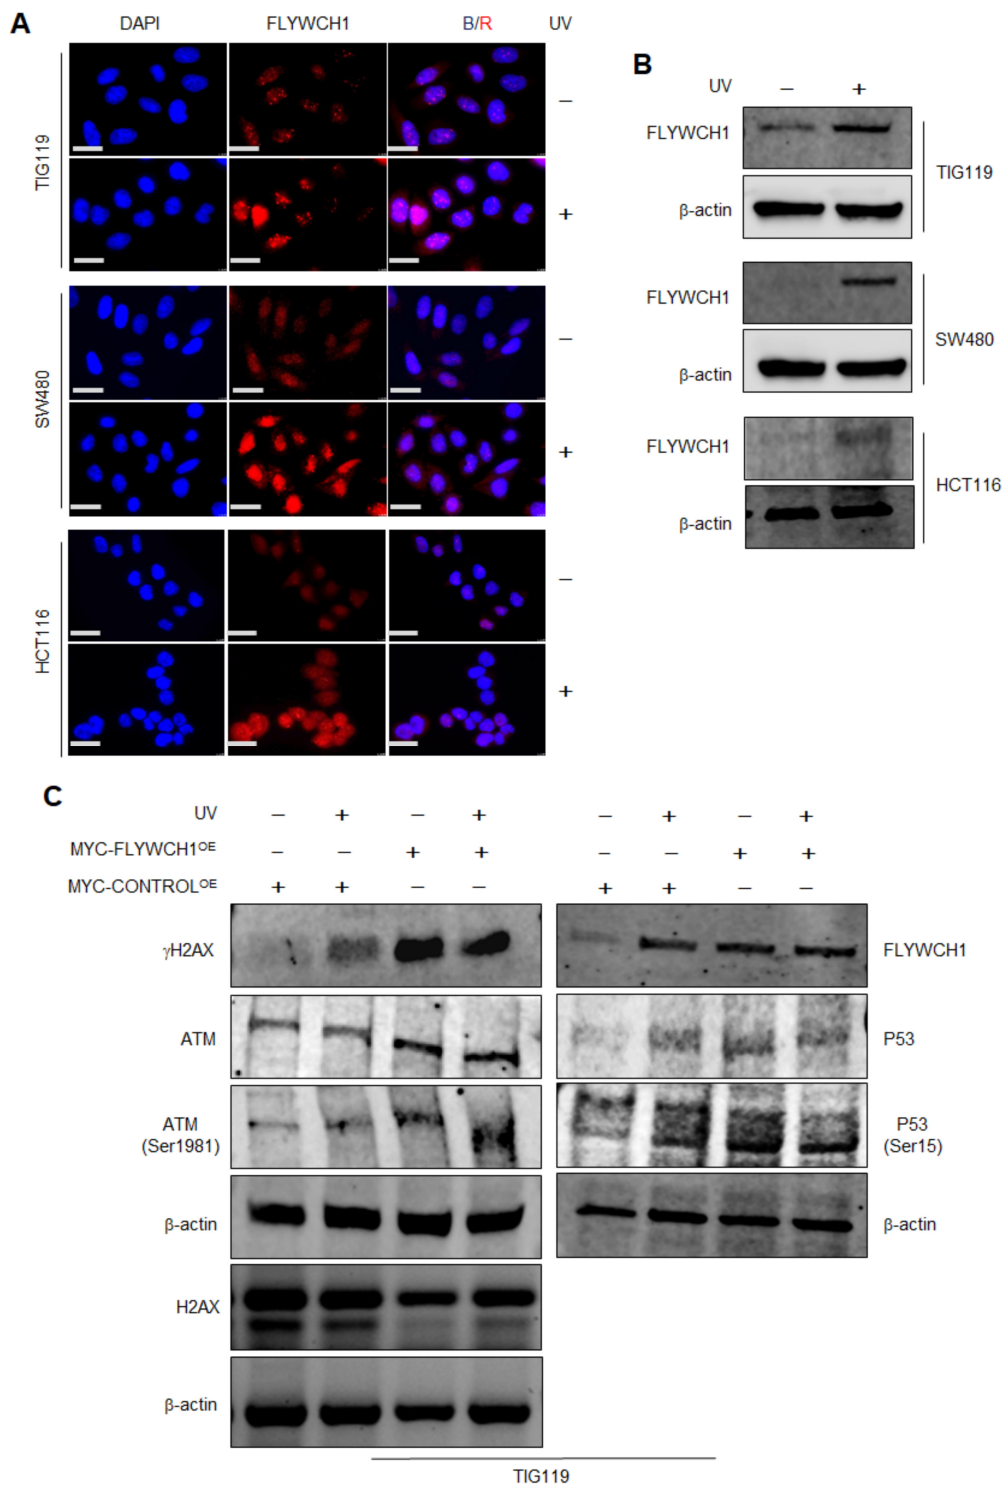 A
DAPI FLYWCH1 B/R UV
TIG119
–
+
SW480
–
+
HCT116
–
+
B
UV – +
FLYWCH1
TIG119
β-actin
FLYWCH1
SW480
β-actin
FLYWCH1
HCT116
β-actin
C
UV – + – + – + – +
MYC-FLYWCH1OE – – + + – – + +
MYC-CONTROLOE + + – – + + – –
γH2AX FLYWCH1
ATM P53
ATM
(Ser1981)
P53
(Ser15)
β-actin β-actin
H2AX
β-actin
TIG119